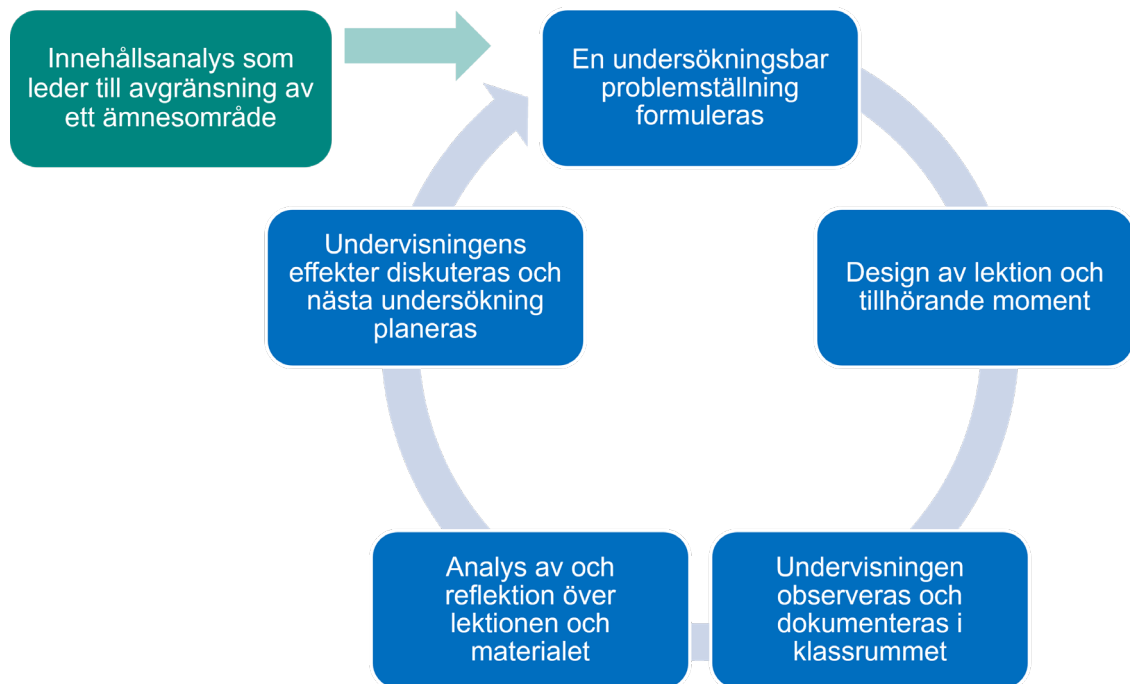 Innehållsanalys som
leder till avgränsning av
ett ämnesområde
En undersökningsbar
problemställning
formuleras
Design av lektion och
tillhörande moment
Undervisningen
observeras och
dokumenteras i
klassrummet
Analys av och
reflektion över
lektionen och
materialet
Undervisningens
effekter diskuteras och
nästa undersökning
planeras